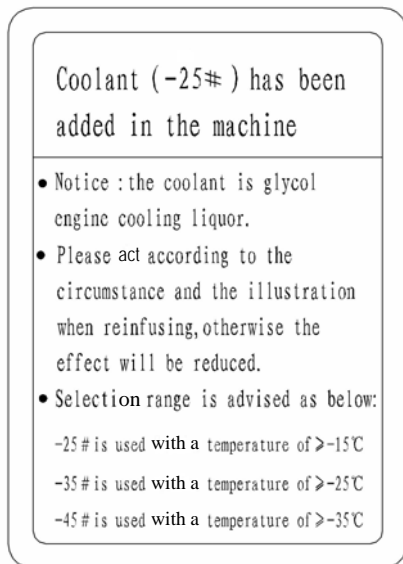 Coolant (-25#) has been
added in the machine
● Notice : the coolant is glycol
engine cooling liquor.
● Please act according to the
circumstance and the illustration
when reinfusing, otherwise the
effect will be reduced.
● Selection range is advised as below:
-25# is used with a temperature of ≥-15℃
-35# is used with a temperature of ≥-25℃
-45# is used with a temperature of ≥-35℃